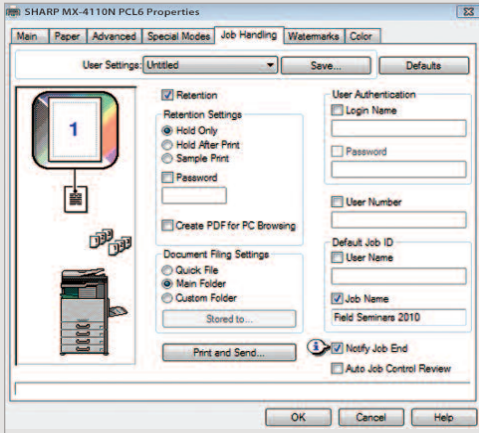 SHARP MX-4110N PCL6 Properties
Main Paper Advanced Special Modes Job Handling Watermarks Color
User Settings: Untitled Save... Defaults
1
Retention
Retention Settings
Hold Only
Hold After Print
Sample Print
Password
Create PDF for PC Browsing
Document Filing Settings
Quick File
Main Folder
Custom Folder
Stored to...
Print and Send...
User Authentication
Login Name
Password
User Number
Default Job ID
User Name
Job Name
Field Seminars 2010
Notify Job End
Auto Job Control Review
OK Cancel Help